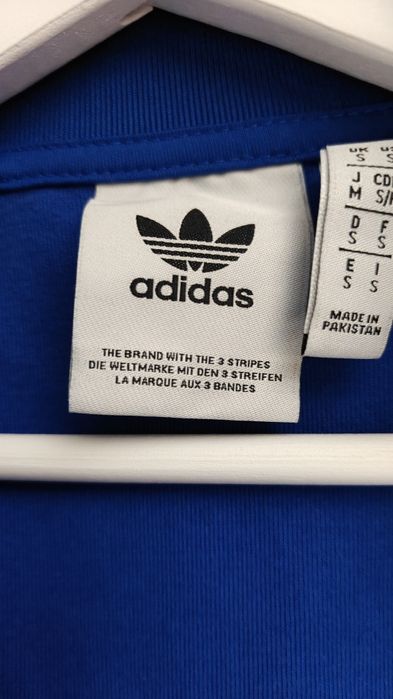 adidas
THE BRAND WITH THE 3 STRIPES
DIE WELTMARKE MIT DEN 3 STREIFEN
LA MARQUE AUX 3 BANDES
UK
S S
J
M
D F
S S
E I
S S
MADE IN
PAKISTAN